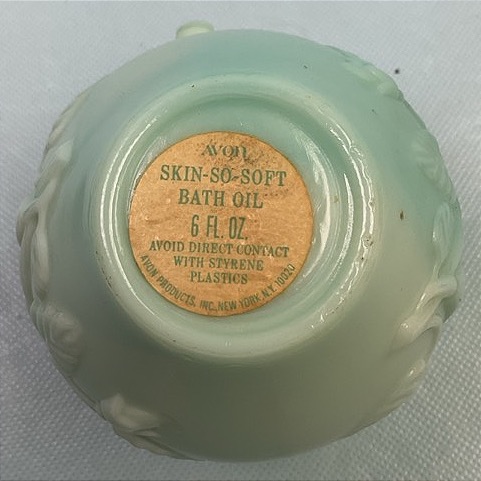 AVON
SKIN-SO-SOFT
BATH OIL
6 FL. OZ.
AVOID DIRECT CONTACT
WITH STYRENE
PLASTICS
AVON PRODUCTS, INC. NEW YORK, N.Y. 10020